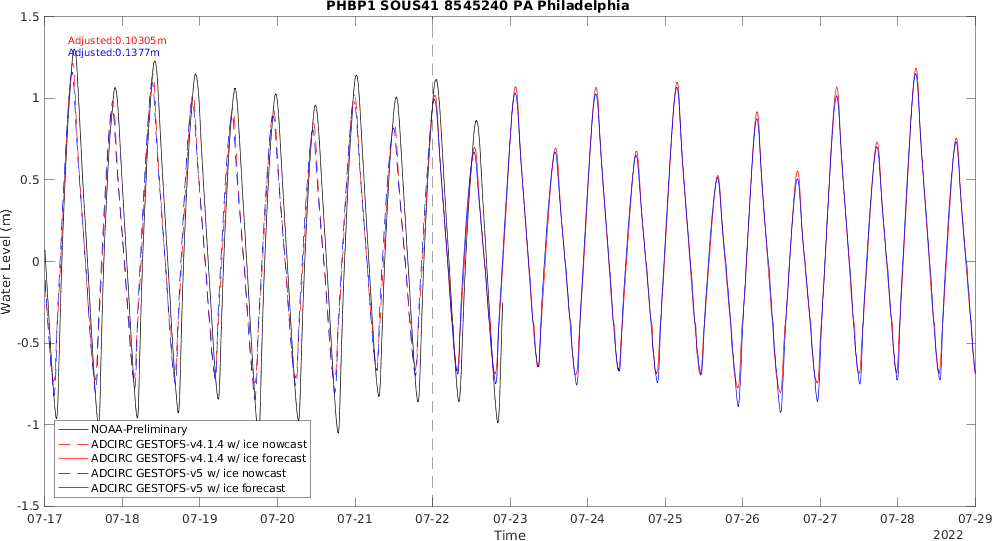 PHBP1 SOUS41 8545240 PA Philadelphia
Adjusted:0.10305m
Adjusted:0.1377m
1.5
1
0.5
0
-0.5
-1
-1.5
Water Level (m)
NOAA-Preliminary
ADCIRC GESTOFS-v4.1.4 w/ ice nowcast
ADCIRC GESTOFS-v4.1.4 w/ ice forecast
ADCIRC GESTOFS-v5 w/ ice nowcast
ADCIRC GESTOFS-v5 w/ ice forecast
07-17 07-18 07-19 07-20 07-21 07-22 07-23 07-24 07-25 07-26 07-27 07-28 07-29
Time
2022